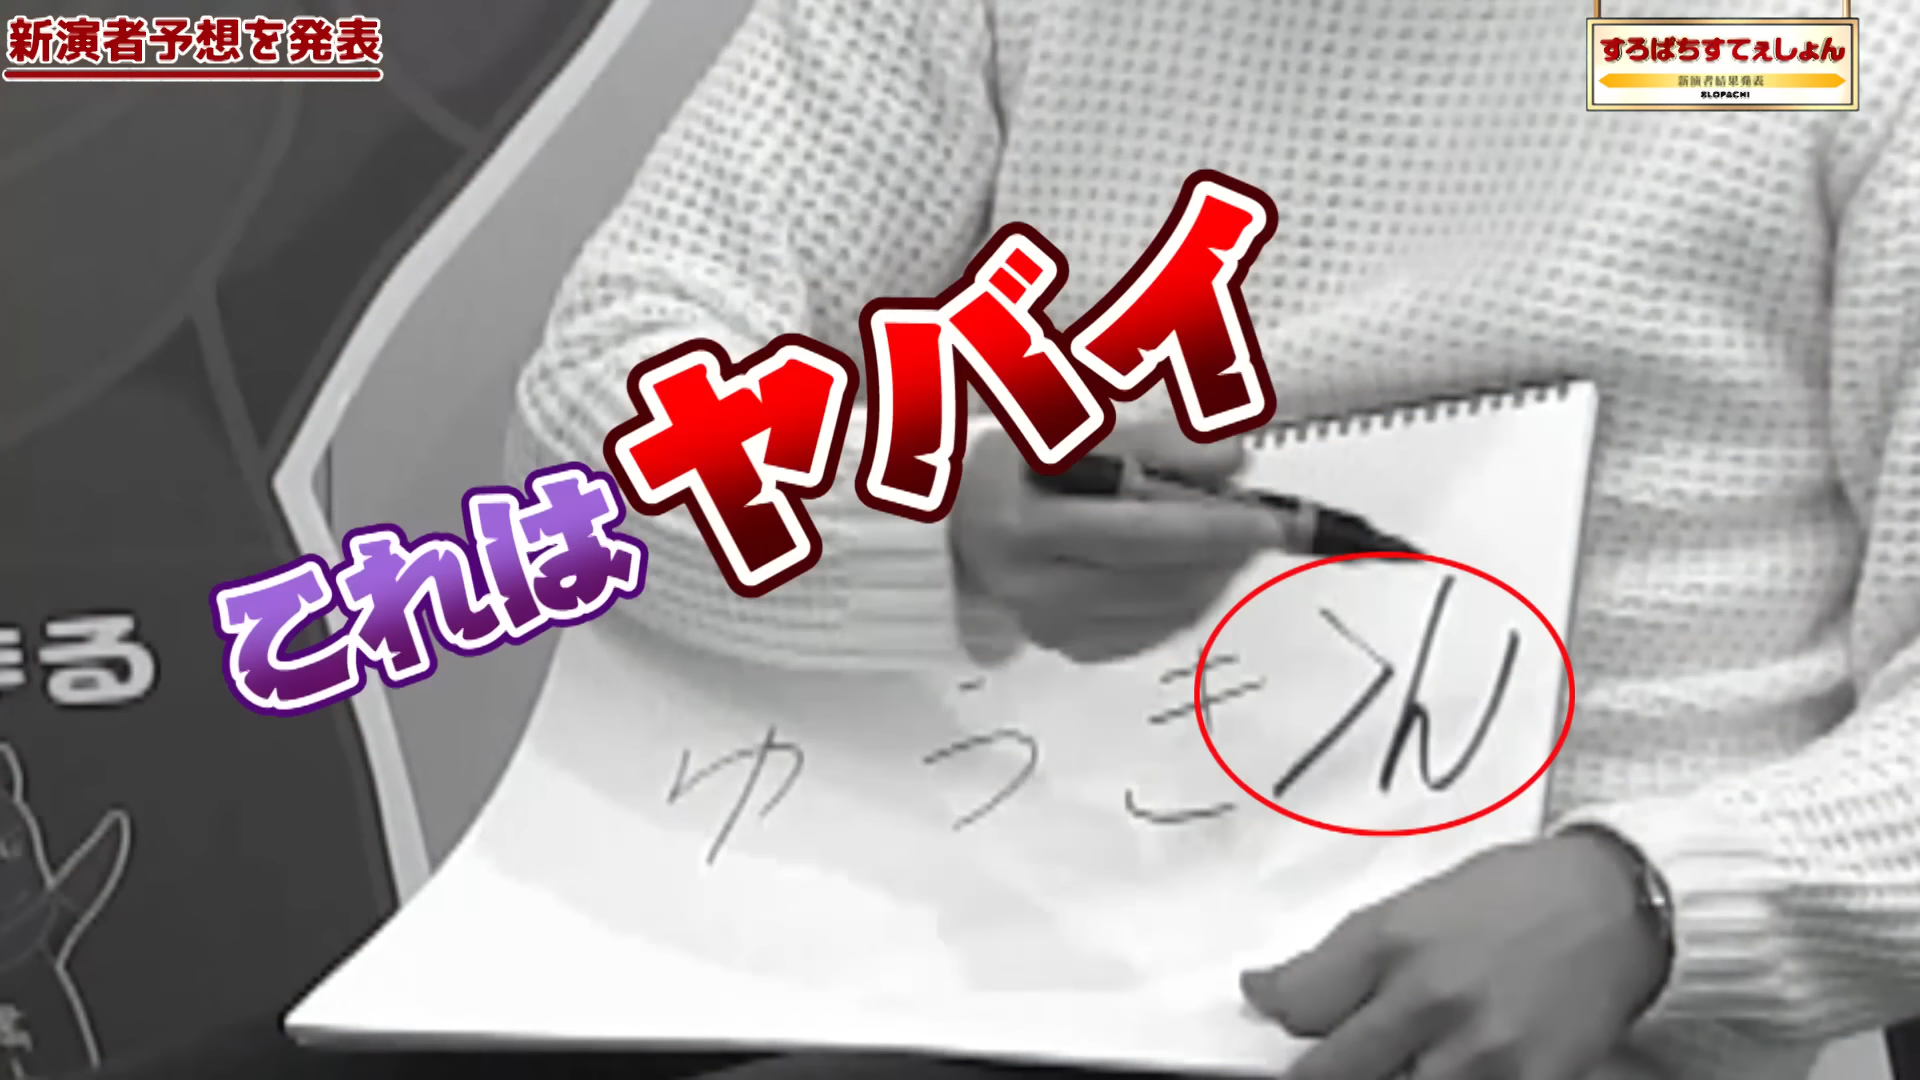 新演者予想を発表
すろぱちすてぇしょん
新演者結果発表
SLOPACHI
これはヤバイ
る
ゆうき>ん